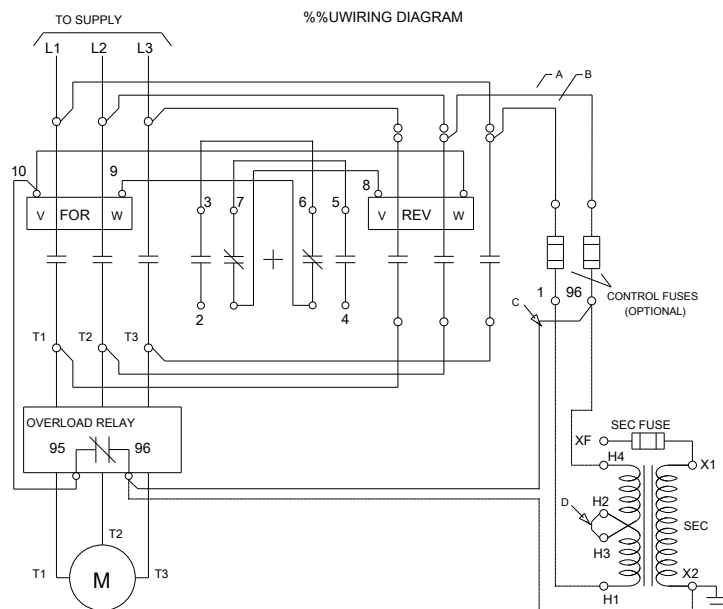 %%UWIRING DIAGRAM
TO SUPPLY
L1 L2 L3
A B
10 9 3 7 6 5 8
V FOR W
V REV W
2 4
1 96
C
CONTROL FUSES
(OPTIONAL)
T1 T2 T3
OVERLOAD RELAY
95 96
SEC FUSE
XF
H4 X1
H2
D
H3
SEC
T2
T1 M T3
X2
H1